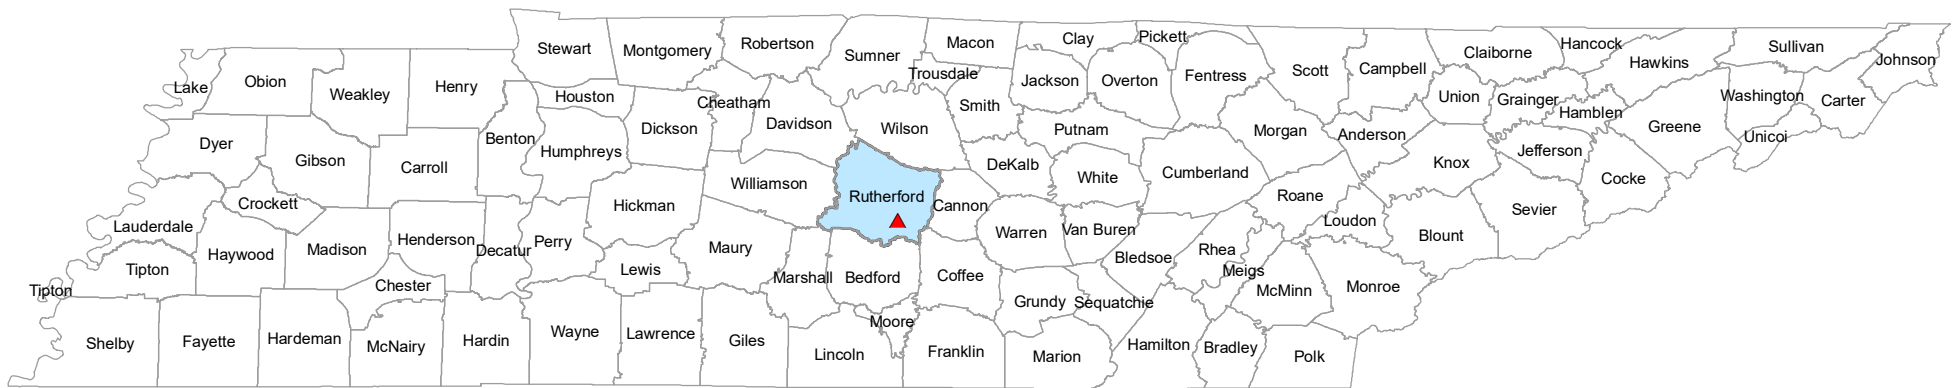 Stewart
Montgomery
Robertson
Sumner
Macon
Clay
Pickett
Trousdale
Lake
Obion
Weakley
Henry
Houston
Cheatham
Dickson
Davidson
Wilson
Smith
Jackson
Overton
Fentress
Scott
Campbell
Claiborne
Hancock
Hawkins
Sullivan
Johnson
Union
Grainger
Hamblen
Washington
Carter
Greene
Unicoi
Dyer
Gibson
Carroll
Benton
Humphreys
Putnam
Morgan
Anderson
Knox
Jefferson
Cocke
Crockett
Williamson
Rutherford
Cannon
DeKalb
White
Cumberland
Roane
Loudon
Sevier
Lauderdale
Haywood
Madison
Henderson
Decatur
Perry
Hickman
Maury
Warren
Van Buren
Bledsoe
Rhea
Meigs
Blount
Tipton
Tipton
Chester
Lewis
Marshall
Bedford
Coffee
Grundy
Sequatchie
McMinn
Monroe
Shelby
Fayette
Hardeman
McNairy
Hardin
Wayne
Lawrence
Giles
Lincoln
Moore
Franklin
Marion
Hamilton
Bradley
Polk